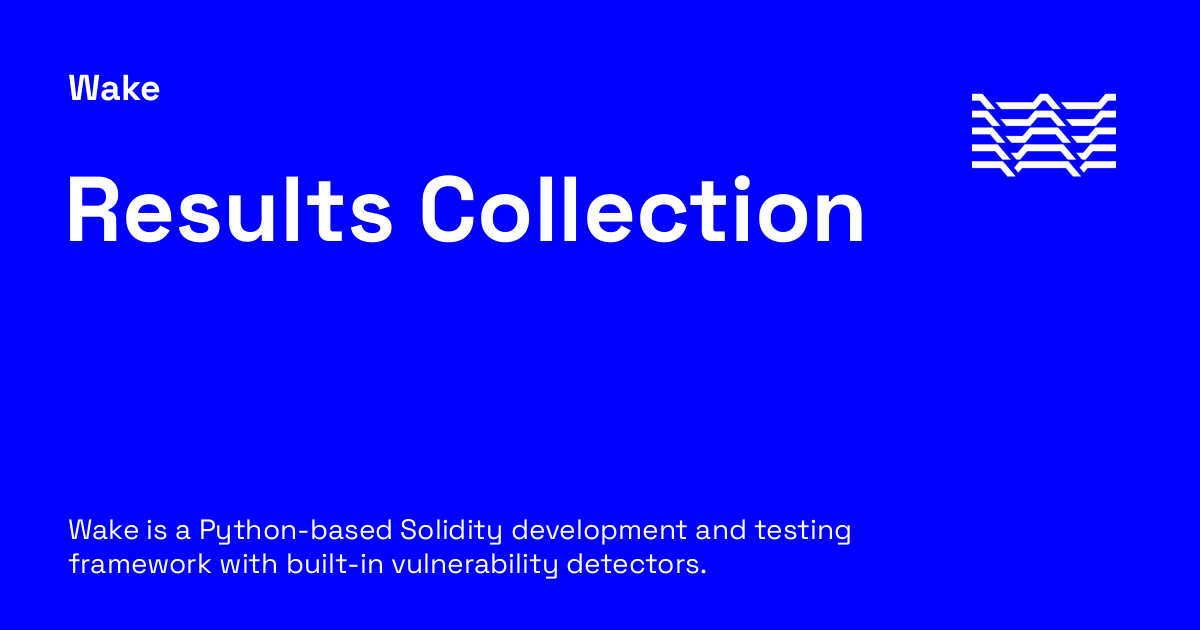 Wake
Results Collection
Wake is a Python-based Solidity development and testing
framework with built-in vulnerability detectors.